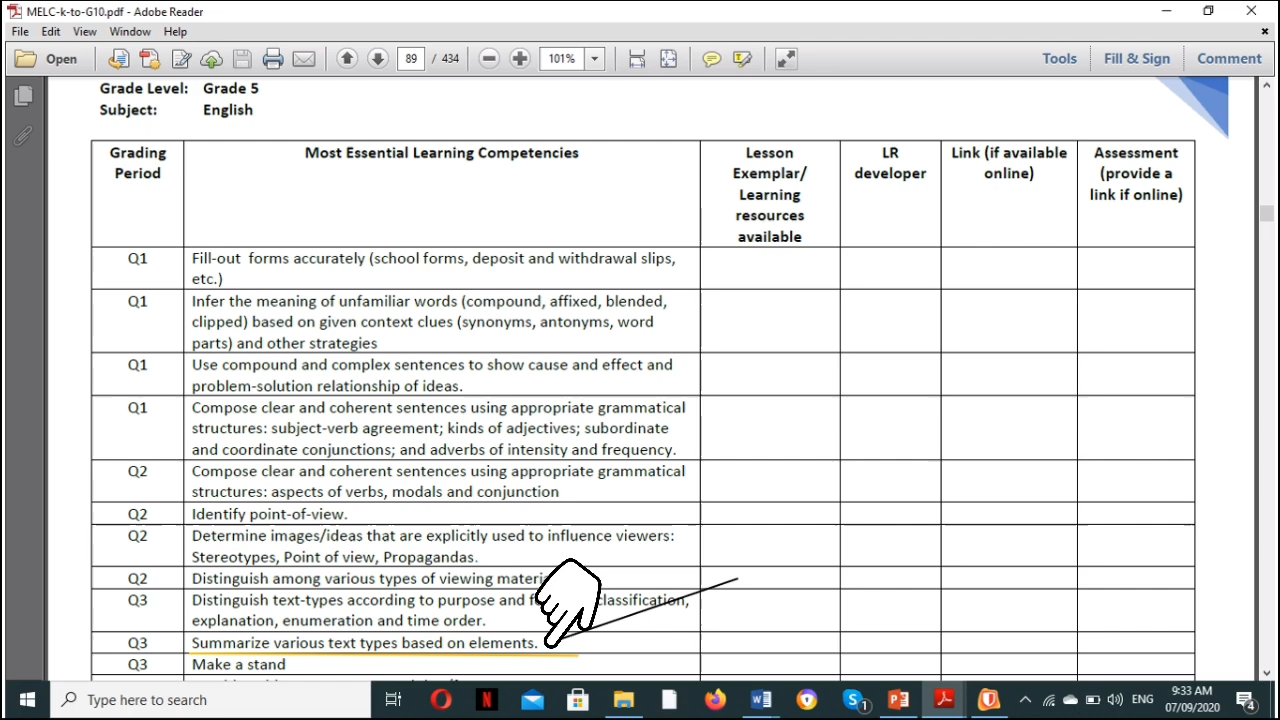 MELC-k-to-G10.pdf - Adobe Reader
File Edit View Window Help
Open 89 / 434 101% Tools Fill & Sign Comment
Grade Level: Grade 5
Subject: English
Grading Period
Most Essential Learning Competencies
Lesson Exemplar/ Learning resources available
LR developer
Link (if available online)
Assessment (provide a link if online)
Q1 Fill-out forms accurately (school forms, deposit and withdrawal slips,
etc.)
Q1 Infer the meaning of unfamiliar words (compound, affixed, blended,
clipped) based on given context clues (synonyms, antonyms, word
parts) and other strategies
Q1 Use compound and complex sentences to show cause and effect and
problem-solution relationship of ideas.
Q1 Compose clear and coherent sentences using appropriate grammatical
structures: subject-verb agreement; kinds of adjectives; subordinate
and coordinate conjunctions; and adverbs of intensity and frequency.
Q2 Compose clear and coherent sentences using appropriate grammatical
structures: aspects of verbs, modals and conjunction
Q2 Identify point-of-view.
Q2 Determine images/ideas that are explicitly used to influence viewers:
Stereotypes, Point of view, Propagandas.
Q2 Distinguish among various types of viewing
Q3 Distinguish text-types according to purpose and classification,
explanation, enumeration and time order.
Q3 Summarize various text types based on elements.
Q3 Make a stand
Type here to search
1
ENG
9:33 AM
07/09/2020
4